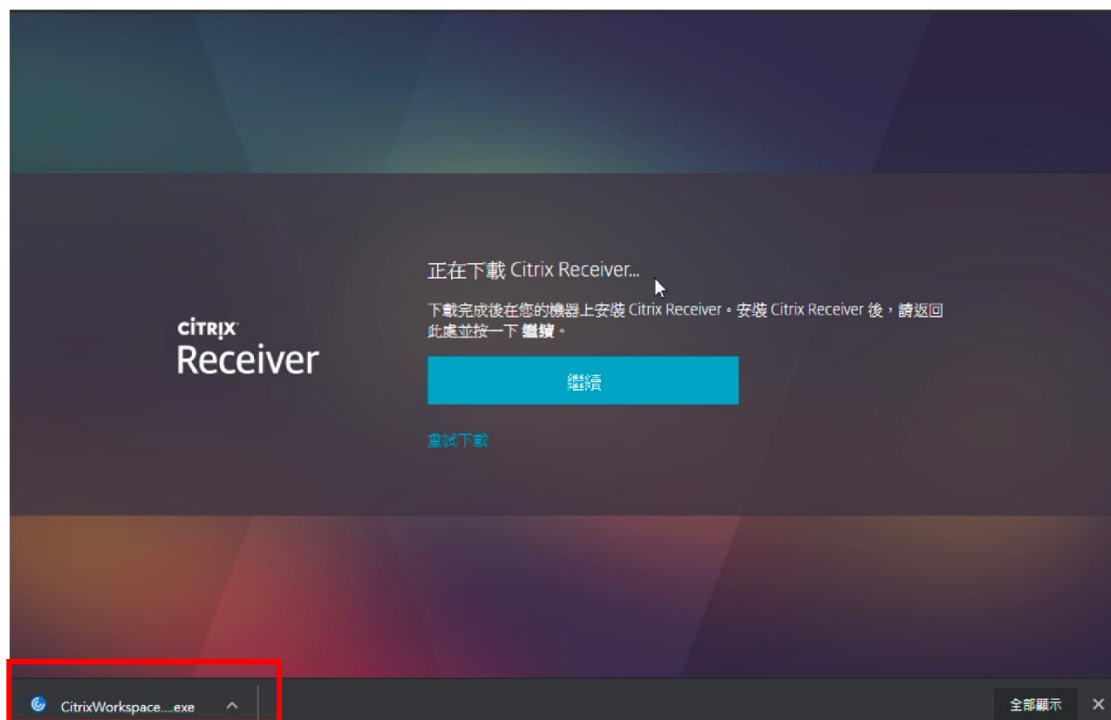 正在下載 Citrix Receiver...
下載完成後在您的機器上安裝 Citrix Receiver。安裝 Citrix Receiver 後，請返回
此處並按一下 繼續。
CİTRIX
Receiver
繼續
重試下載
CitrixWorkspace....exe
全部顯示